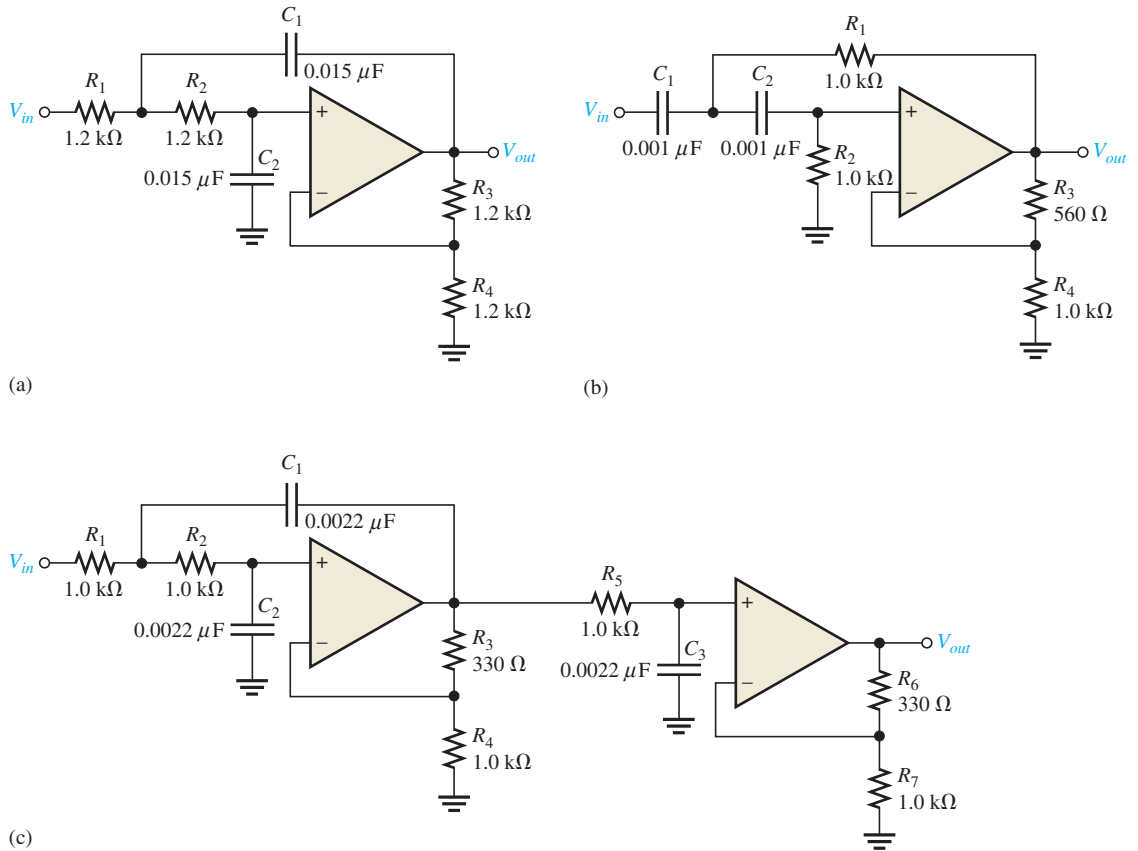 C1
0.015 μF
R1
1.2 kΩ
R2
1.2 kΩ
Vin
C2
0.015 μF
+
−
Vout
R3
1.2 kΩ
R4
1.2 kΩ
(a)
R1
1.0 kΩ
C1
0.001 μF
C2
0.001 μF
Vin
R2
1.0 kΩ
+
−
Vout
R3
560 Ω
R4
1.0 kΩ
(b)
C1
0.0022 μF
R1
1.0 kΩ
R2
1.0 kΩ
Vin
C2
0.0022 μF
+
−
R3
330 Ω
R4
1.0 kΩ
R5
1.0 kΩ
C3
0.0022 μF
+
−
Vout
R6
330 Ω
R7
1.0 kΩ
(c)